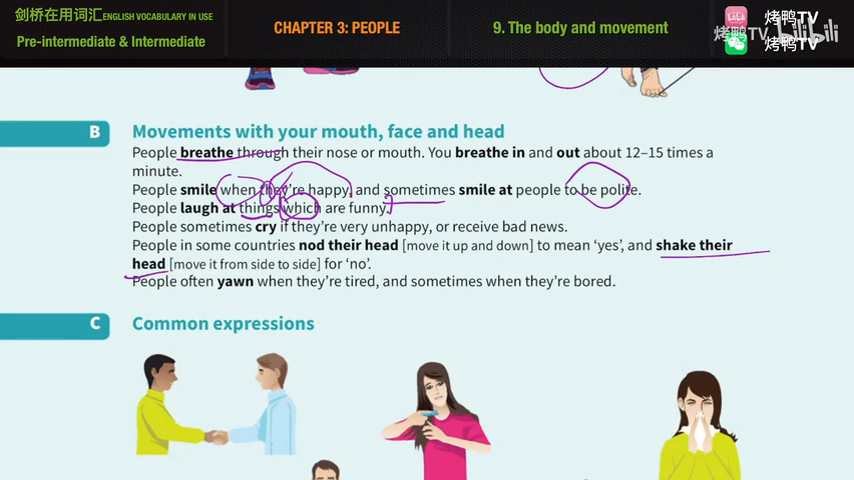 剑桥在用词汇ENGLISH VOCABULARY IN USE
Pre-intermediate & Intermediate
CHAPTER 3: PEOPLE
9. The body and movement
烤鸭TV
烤鸭TV bilibili
烤鸭TV
B
Movements with your mouth, face and head
People breathe through their nose or mouth. You breathe in and out about 12–15 times a
minute.
People smile when they're happy, and sometimes smile at people to be polite.
People laugh at things which are funny.
People sometimes cry if they're very unhappy, or receive bad news.
People in some countries nod their head [move it up and down] to mean ‘yes’, and shake their
head [move it from side to side] for ‘no’.
People often yawn when they're tired, and sometimes when they're bored.
C
Common expressions